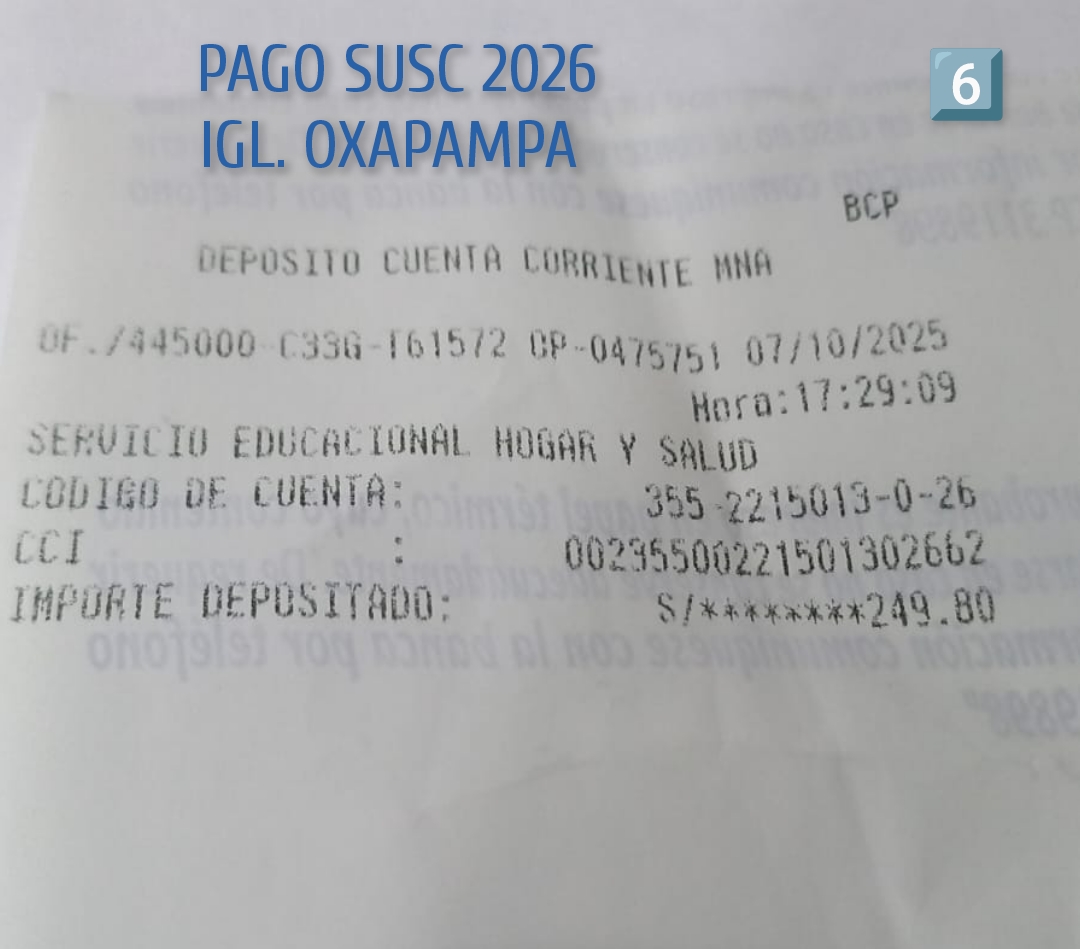 PAGO SUSC 2026
IGL. OXAPAMPA
6
BCP
DEPOSITO CUENTA CORRIENTE MNA
OF./445000 C33G-T61572 OP-0475751 07/10/2025
Hora:17:29:09
SERVICIO EDUCACIONAL HOGAR Y SALUD
CODIGO DE CUENTA: 355-2215013-0-26
CCI : 00235500221501302662
IMPORTE DEPOSITADO: S/********249.80